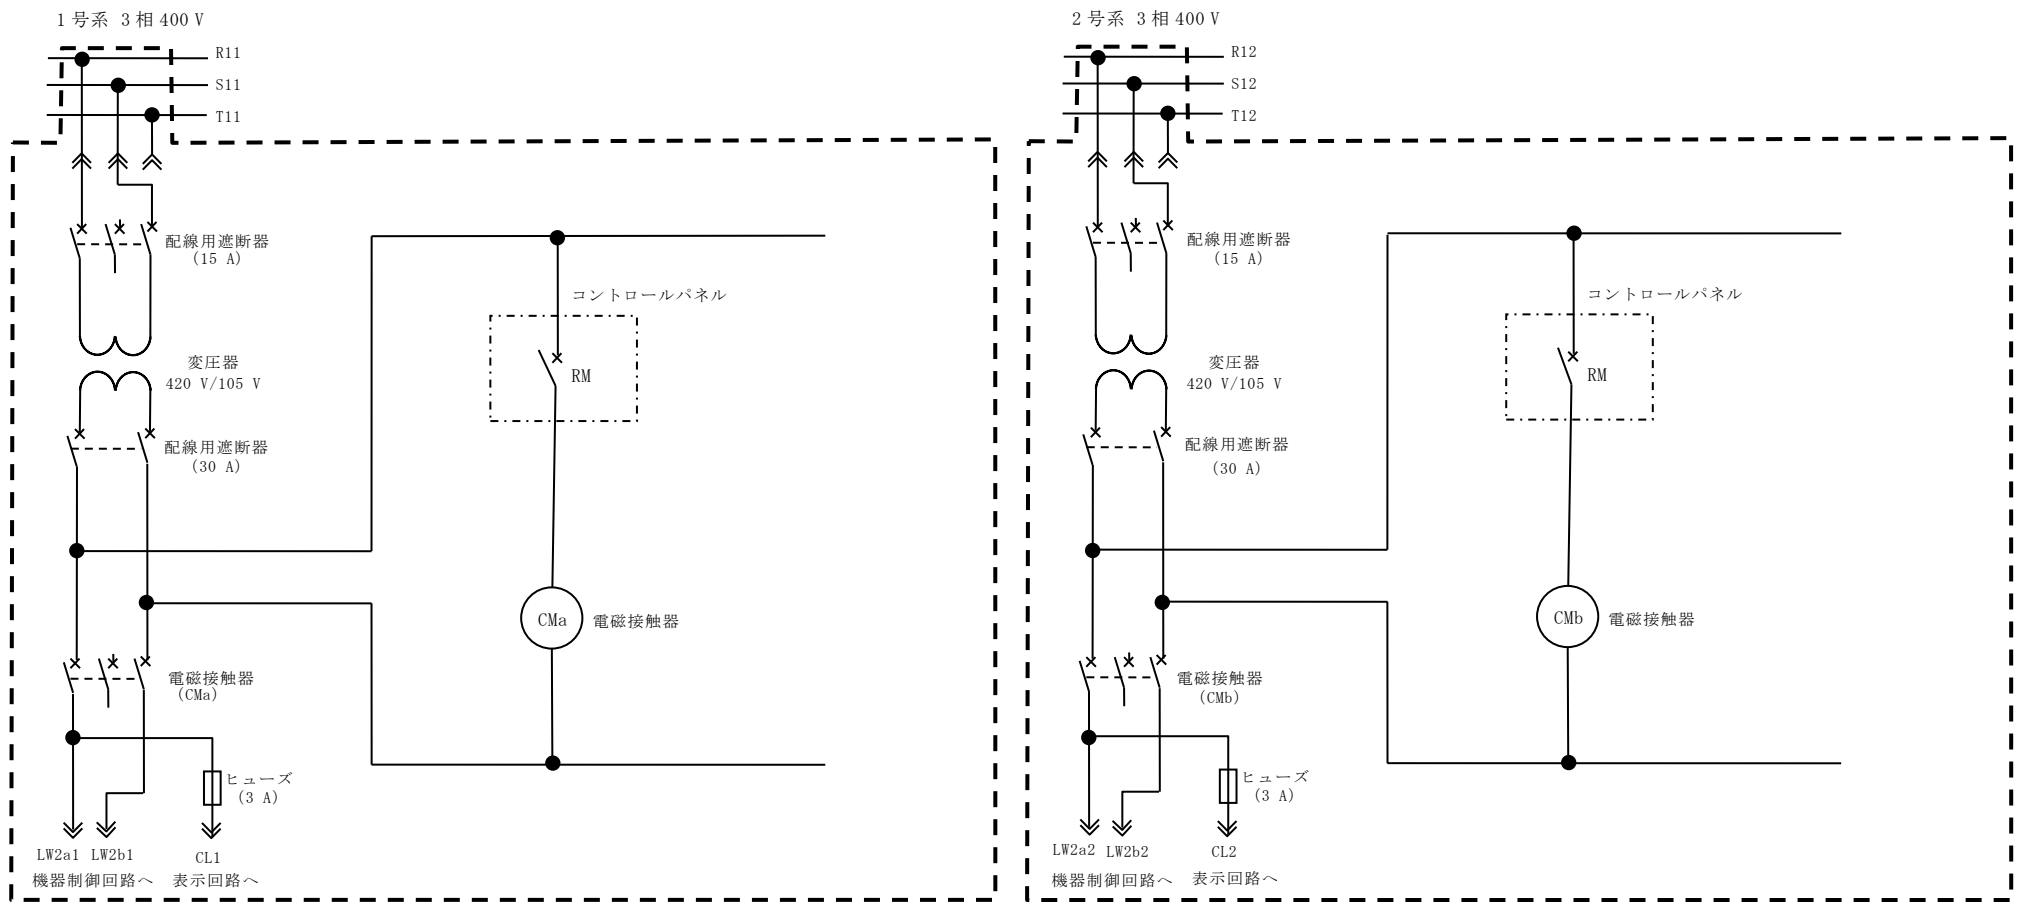 1号系 3相400 V
R11
S11
T11
配線用遮断器
(15 A)
コントロールパネル
変圧器
420 V/105 V
RM
配線用遮断器
(30 A)
CMa
電磁接触器
電磁接触器
(CMa)
ヒューズ
(3 A)
LW2a1 LW2b1
CL1
機器制御回路へ 表示回路へ
2号系 3相400 V
R12
S12
T12
配線用遮断器
(15 A)
コントロールパネル
変圧器
420 V/105 V
RM
配線用遮断器
(30 A)
CMb
電磁接触器
電磁接触器
(CMb)
ヒューズ
(3 A)
LW2a2 LW2b2
CL2
機器制御回路へ 表示回路へ